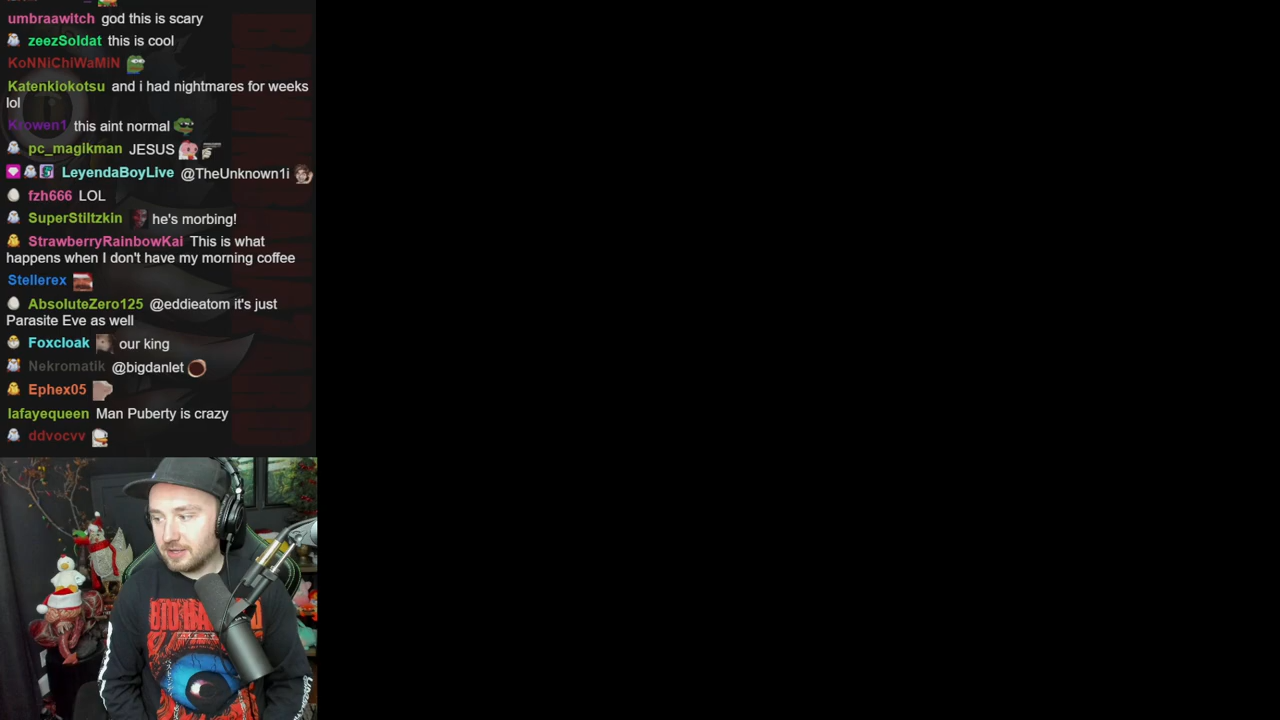 umbraawitch god this is scary
zeezSoldat this is cool
KoNNiChiWaMiN
Katenkiokotsu and i had nightmares for weeks
lol
Krowen1 this aint normal
pc_magikman JESUS
LeyendaBoyLive @TheUnknown1i
fzh666 LOL
SuperStiltzkin he's morbing!
StrawberryRainbowKai This is what
happens when I don't have my morning coffee
Stellerex
AbsoluteZero125 @eddieatom it's just
Parasite Eve as well
Foxcloak our king
Nekromatik @bigdanlet
Ephex05
lafayequeen Man Puberty is crazy
ddvocvv